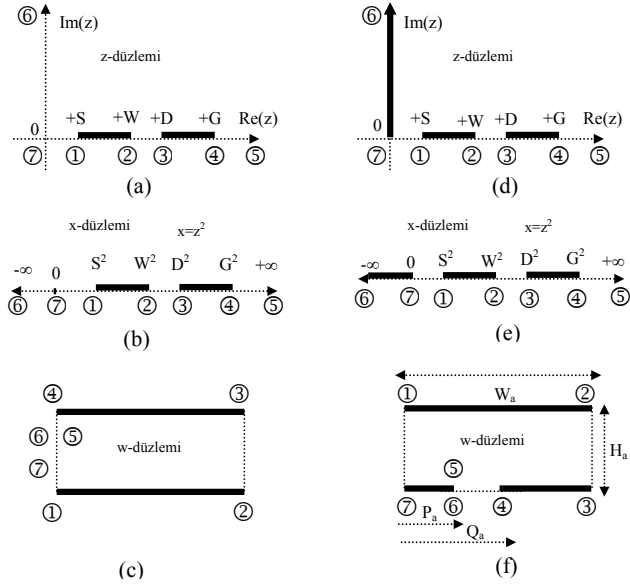 ⑥ Im(z)
z-düzlemi
+S +W +D +G Re(z)
0
⑦ ① ② ③ ④ ⑤
(a)
⑥ Im(z)
z-düzlemi
+S +W +D +G Re(z)
0
⑦ ① ② ③ ④ ⑤
(d)
x-düzlemi x=z²
-∞ 0 S² W² D² G² +∞
⑥ ⑦ ① ② ③ ④ ⑤
(b)
x-düzlemi x=z²
-∞ 0 S² W² D² G² +∞
⑥ ⑦ ① ② ③ ④ ⑤
(e)
④ ③
⑥ ⑤
w-düzlemi
⑦
① ②
(c)
① Wₐ ②
w-düzlemi Hₐ
⑤
⑦ ⑥ ④ ③
Pₐ
Qₐ
(f)